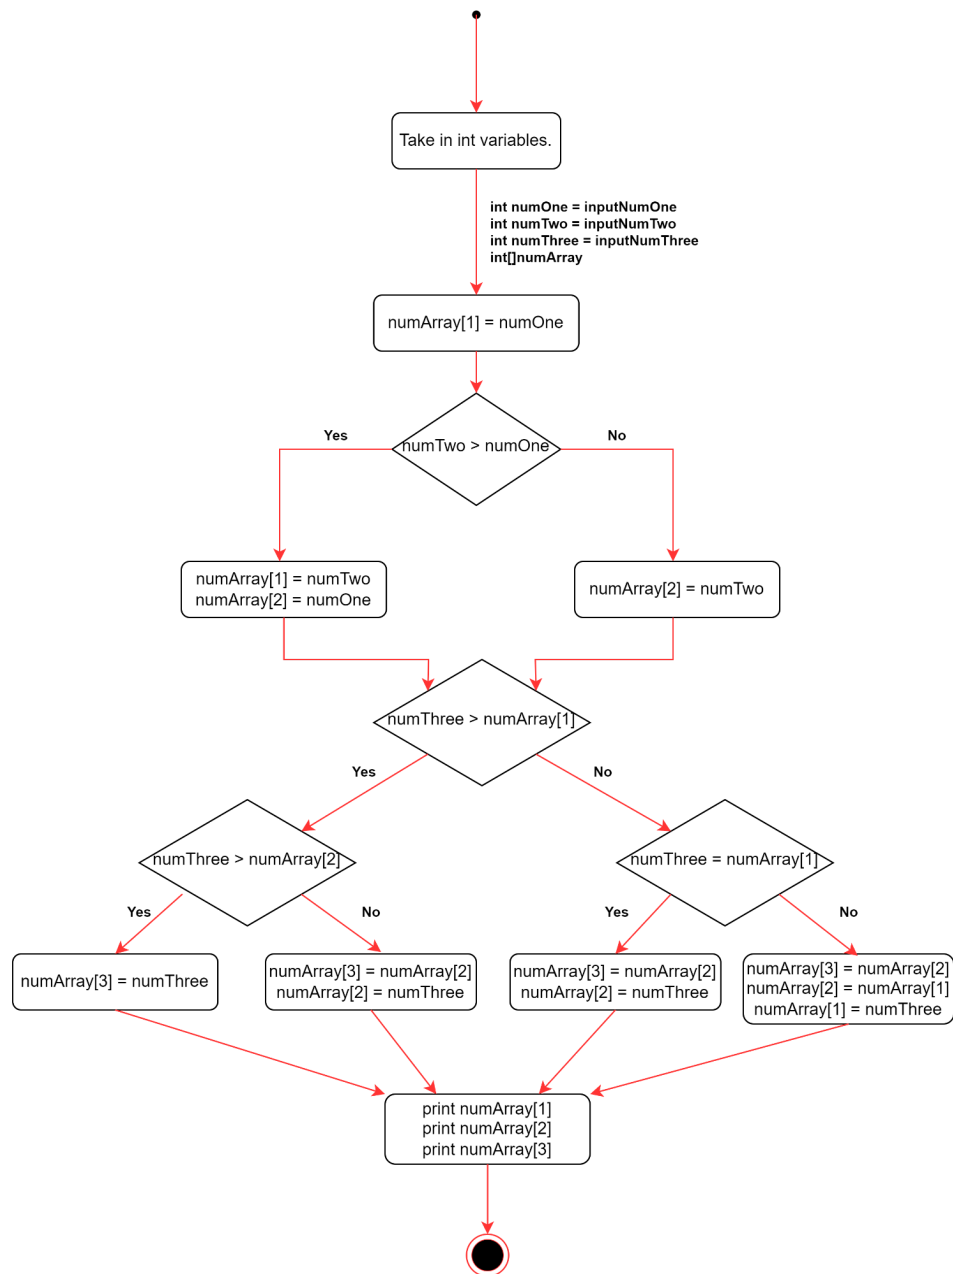 Take in int variables.
int numOne = inputNumOne
int numTwo = inputNumTwo
int numThree = inputNumThree
int[]numArray
numArray[1] = numOne
numTwo > numOne
Yes
No
numArray[1] = numTwo
numArray[2] = numOne
numArray[2] = numTwo
numThree > numArray[1]
Yes
No
numThree > numArray[2]
numThree = numArray[1]
Yes
No
Yes
No
numArray[3] = numThree
numArray[3] = numArray[2]
numArray[2] = numThree
numArray[3] = numArray[2]
numArray[2] = numThree
numArray[3] = numArray[2]
numArray[2] = numArray[1]
numArray[1] = numThree
print numArray[1]
print numArray[2]
print numArray[3]